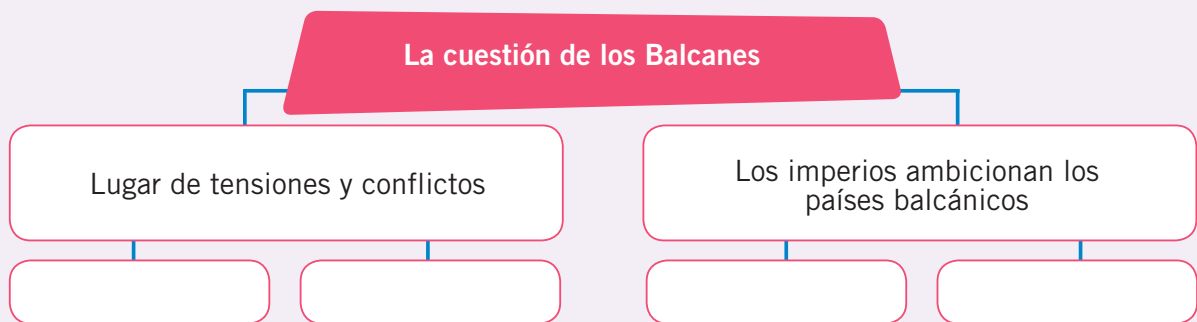 La cuestión de los Balcanes
Lugar de tensiones y conflictos
Los imperios ambicionan los
países balcánicos